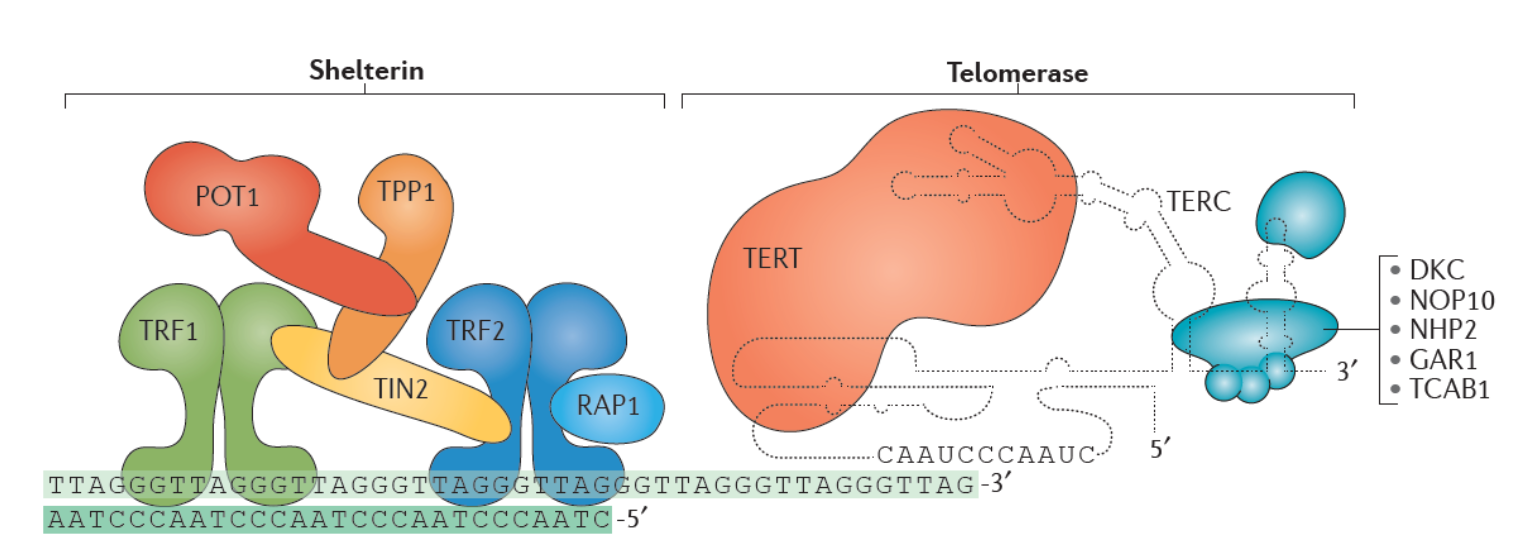 Shelterin
Telomerase
POT1
TPP1
TRF1
TRF2
TIN2
RAP1
TERT
TERC
• DKC
• NOP10
• NHP2
• GAR1
• TCAB1
3′
5′
CAAUCCCAAUC
TTAGGGTTAGGGTTAGGGTTAGGGTTAGGGTTAGGGTTAGGGTTAG-3′
AATCCCAATCCCAATCCCAATCCCAATC-5′